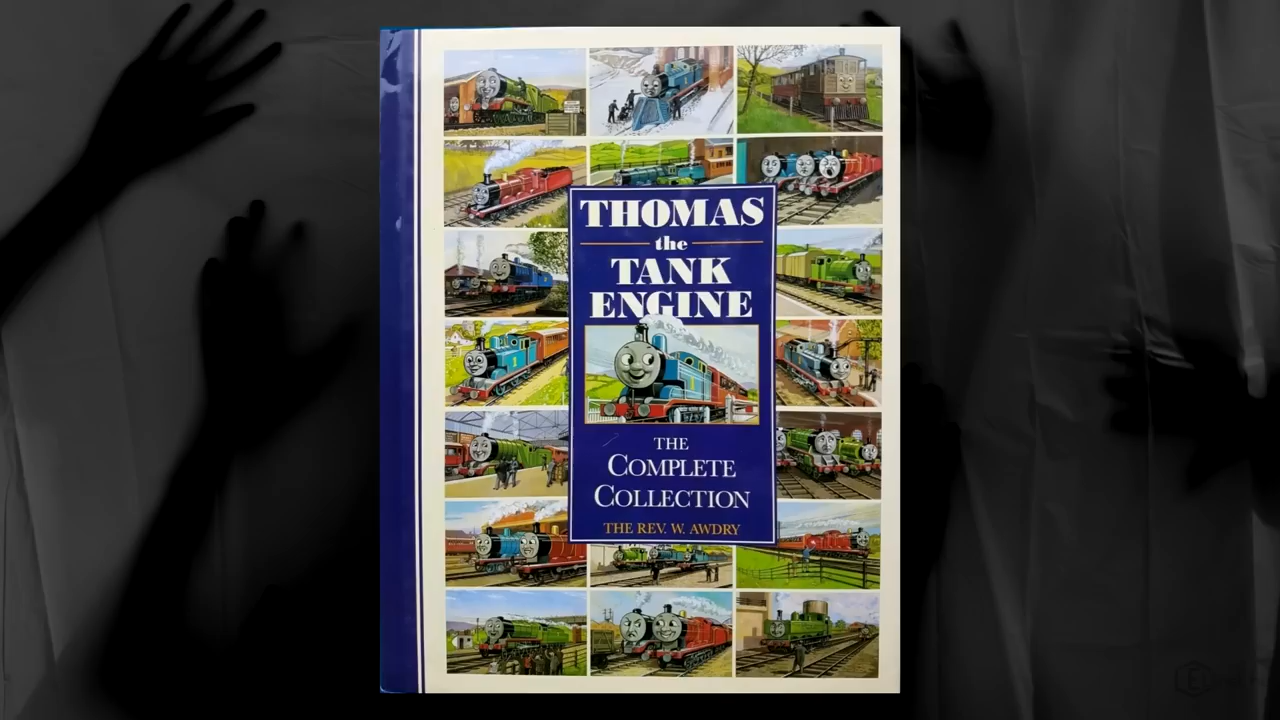 THOMAS
the
TANK
ENGINE
THE
COMPLETE
COLLECTION
THE REV. W. AWDRY